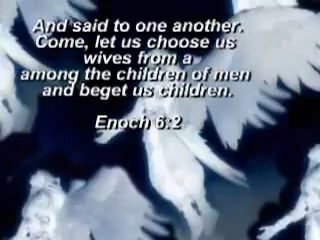 And said to one another.
Come, let us choose us
wives from a
among the children of men
and beget us children.
Enoch 6:2